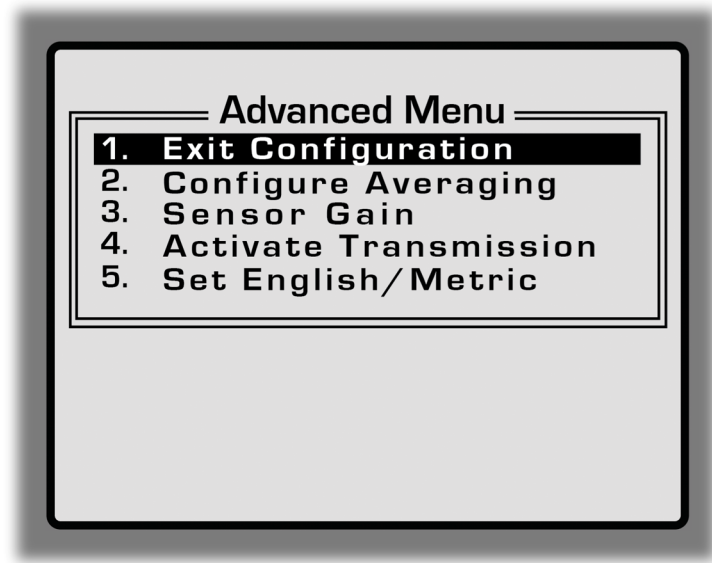 Advanced Menu
1. Exit Configuration
2. Configure Averaging
3. Sensor Gain
4. Activate Transmission
5. Set English/Metric